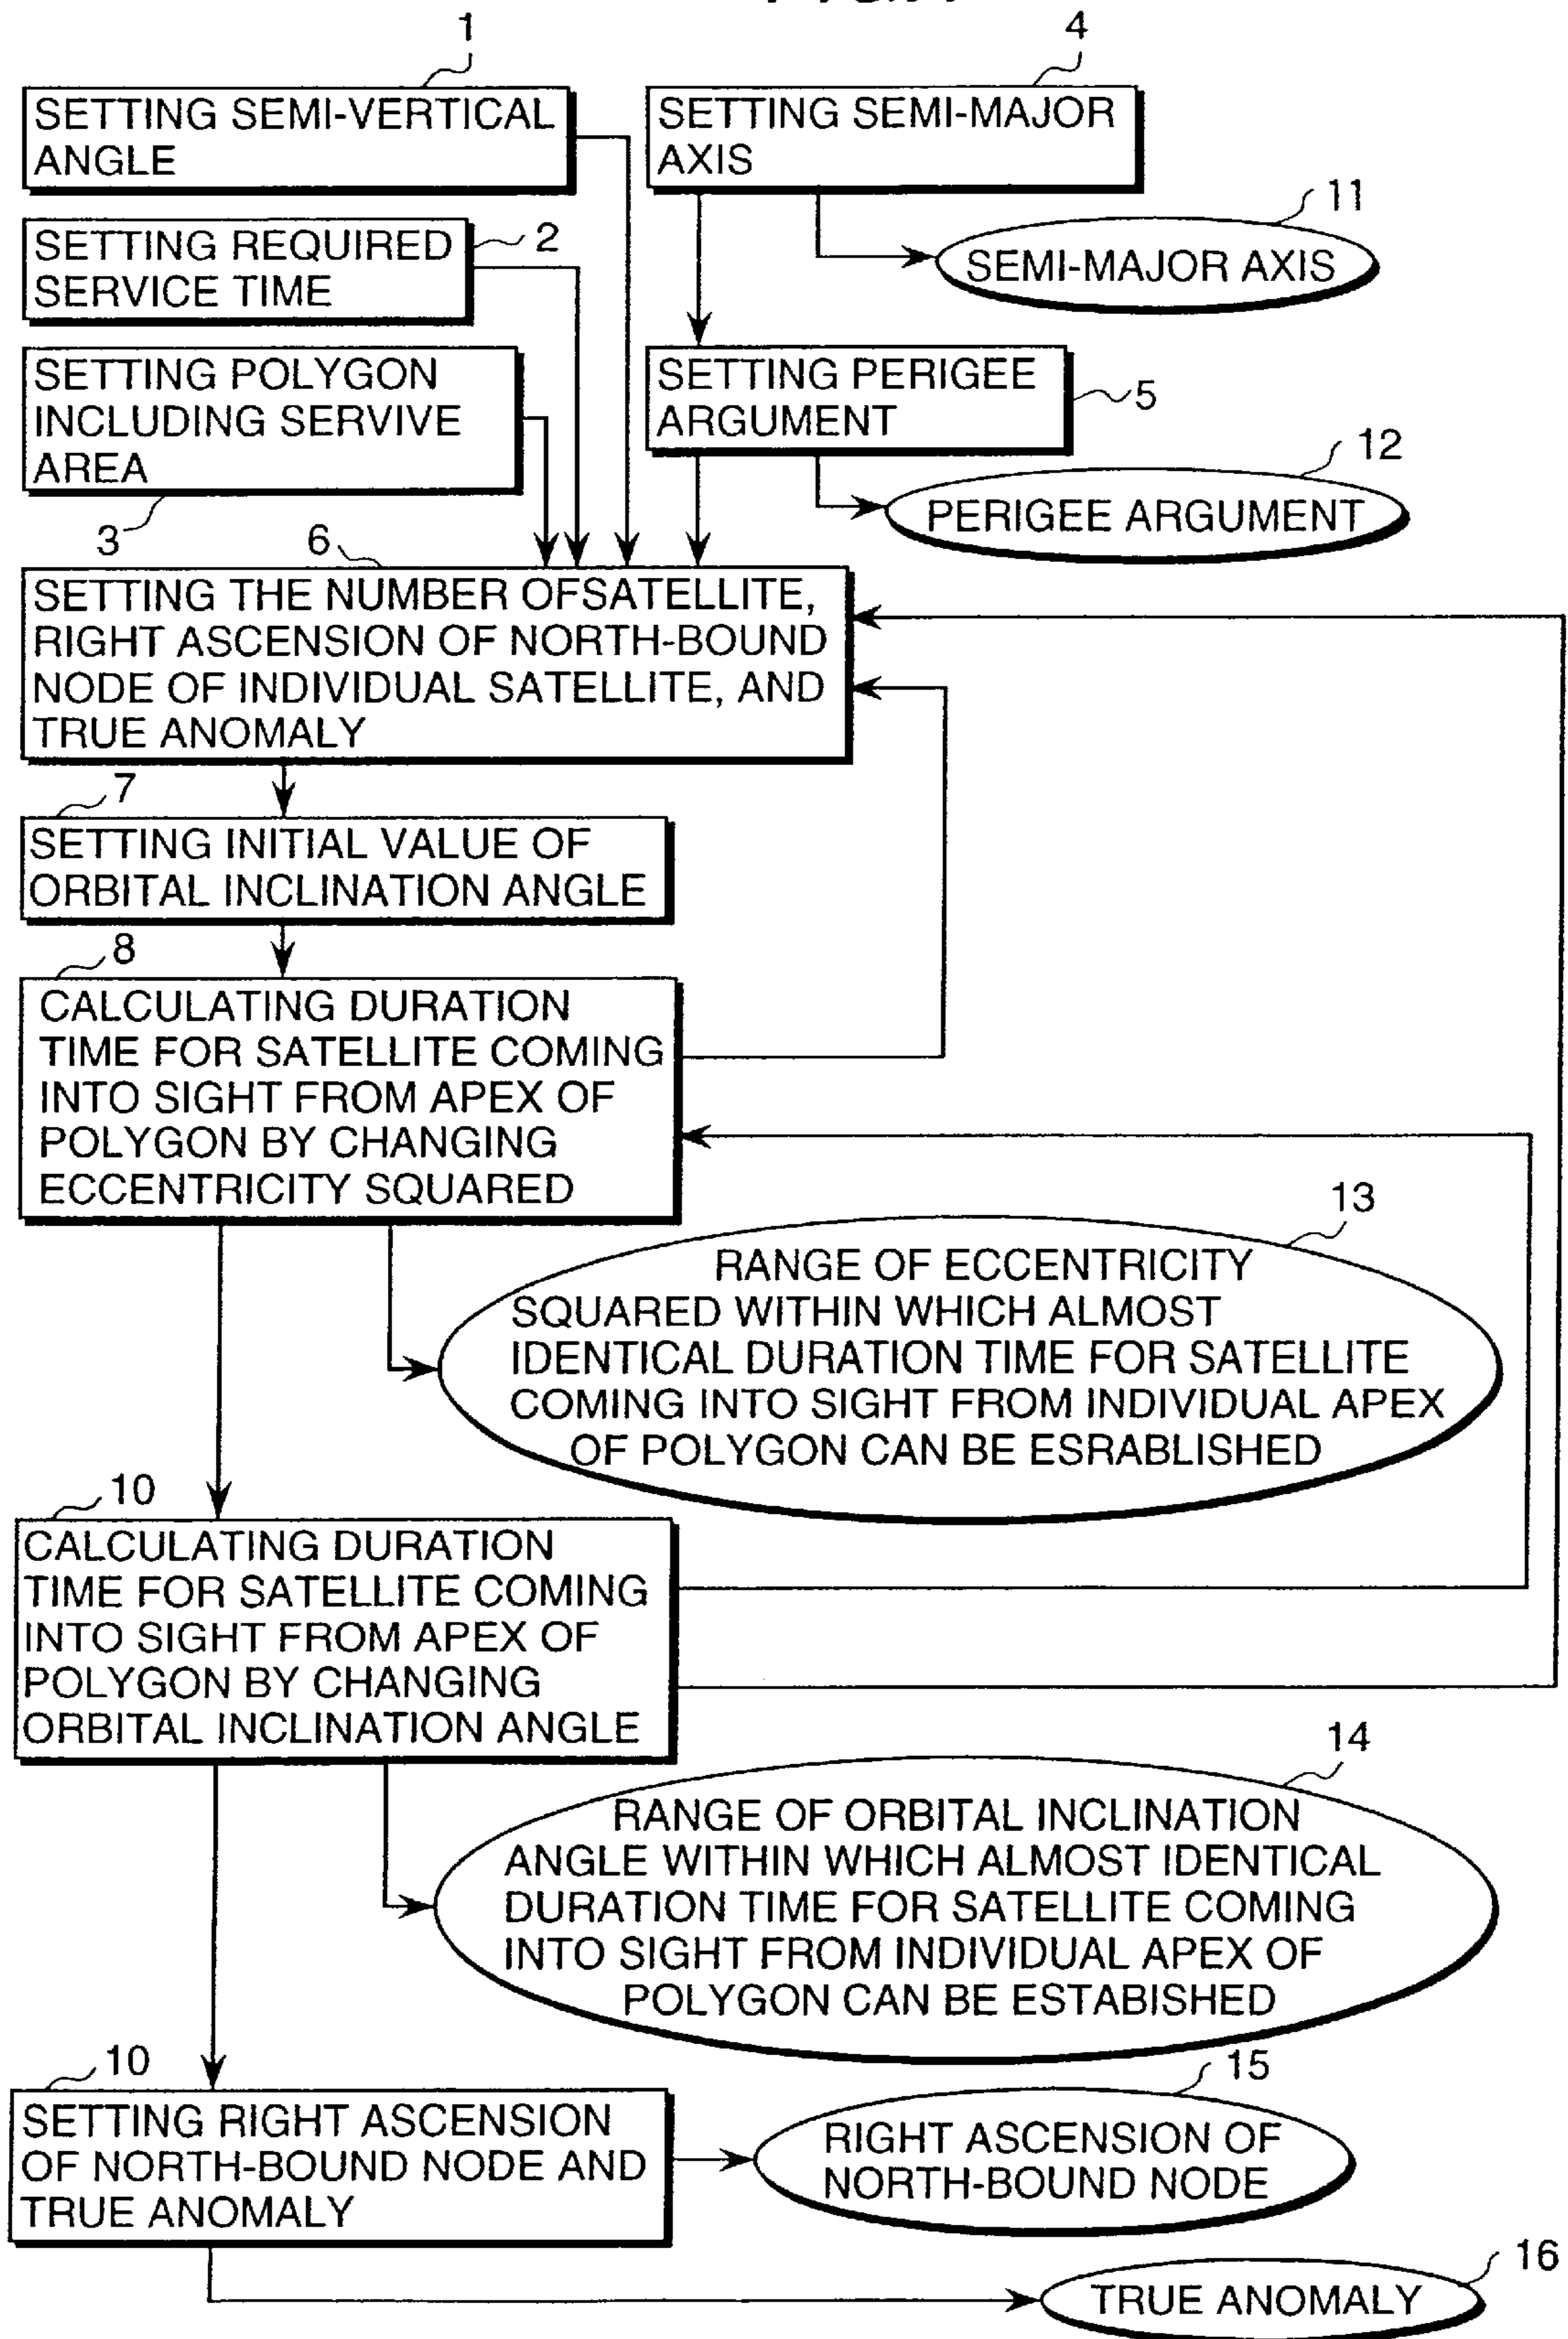 1
4
SETTING SEMI-VERTICAL
ANGLE
SETTING SEMI-MAJOR
AXIS
11
SEMI-MAJOR AXIS
SETTING REQUIRED
SERVICE TIME
2
SETTING POLYGON
INCLUDING SERVIVE
AREA
3
SETTING PERIGEE
ARGUMENT
5
12
PERIGEE ARGUMENT
6
SETTING THE NUMBER OFSATELLITE,
RIGHT ASCENSION OF NORTH-BOUND
NODE OF INDIVIDUAL SATELLITE, AND
TRUE ANOMALY
7
SETTING INITIAL VALUE OF
ORBITAL INCLINATION ANGLE
8
CALCULATING DURATION
TIME FOR SATELLITE COMING
INTO SIGHT FROM APEX OF
POLYGON BY CHANGING
ECCENTRICITY SQUARED
13
RANGE OF ECCENTRICITY
SQUARED WITHIN WHICH ALMOST
IDENTICAL DURATION TIME FOR SATELLITE
COMING INTO SIGHT FROM INDIVIDUAL APEX
OF POLYGON CAN BE ESRABLISHED
10
CALCULATING DURATION
TIME FOR SATELLITE COMING
INTO SIGHT FROM APEX OF
POLYGON BY CHANGING
ORBITAL INCLINATION ANGLE
14
RANGE OF ORBITAL INCLINATION
ANGLE WITHIN WHICH ALMOST IDENTICAL
DURATION TIME FOR SATELLITE COMING
INTO SIGHT FROM INDIVIDUAL APEX OF
POLYGON CAN BE ESTABISHED
10
SETTING RIGHT ASCENSION
OF NORTH-BOUND NODE AND
TRUE ANOMALY
15
RIGHT ASCENSION OF
NORTH-BOUND NODE
16
TRUE ANOMALY